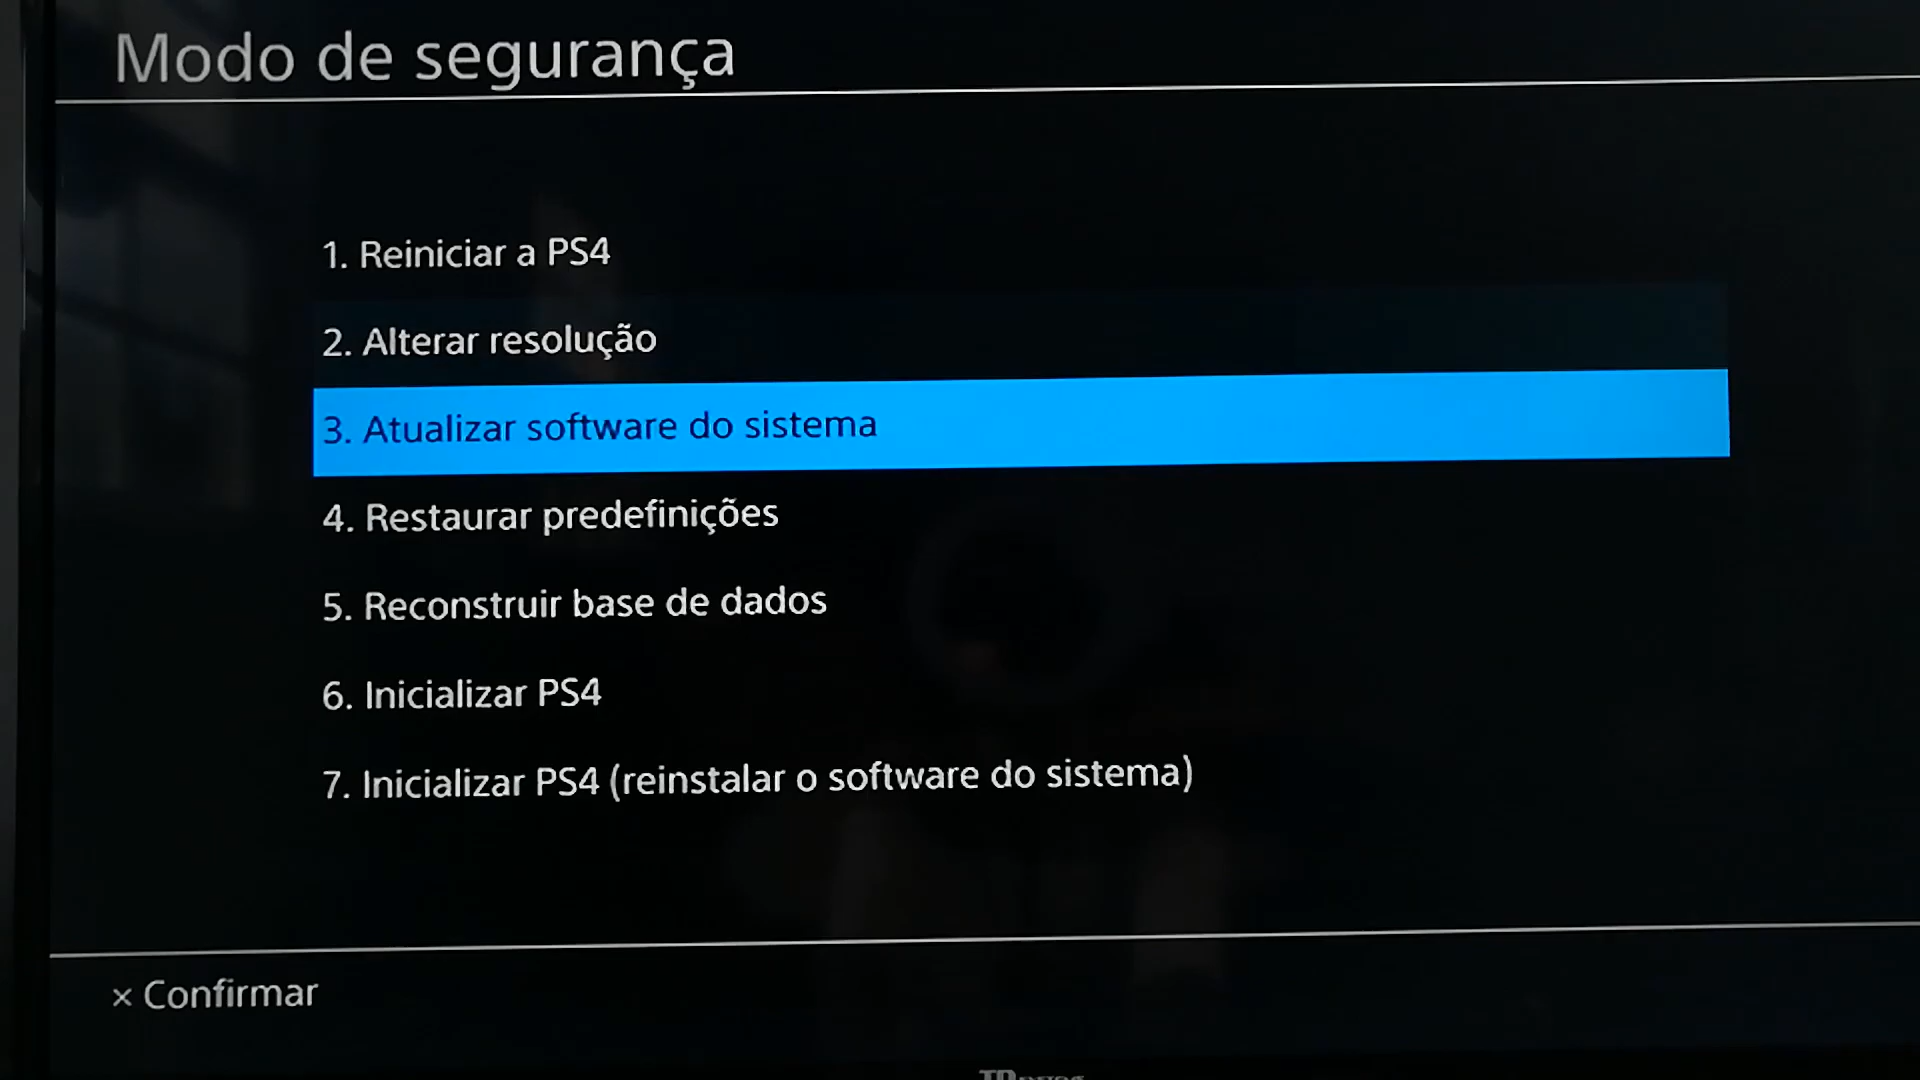 Modo de segurança
1. Reiniciar a PS4
2. Alterar resolução
3. Atualizar software do sistema
4. Restaurar predefinições
5. Reconstruir base de dados
6. Inicializar PS4
7. Inicializar PS4 (reinstalar o software do sistema)
× Confirmar